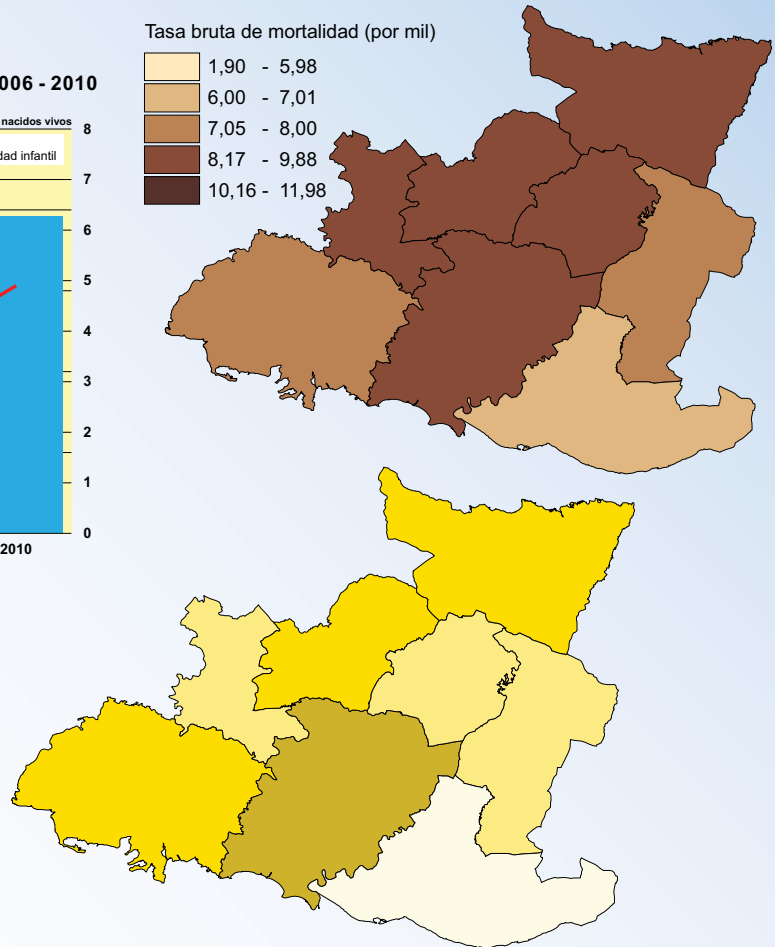 Tasa bruta de mortalidad (por mil)
1,90 - 5,98
6,00 - 7,01
7,05 - 8,00
8,17 - 9,88
10,16 - 11,98
2006 - 2010
nacidos vivos
infantil
8
7
6
5
4
3
2
1
0
2010